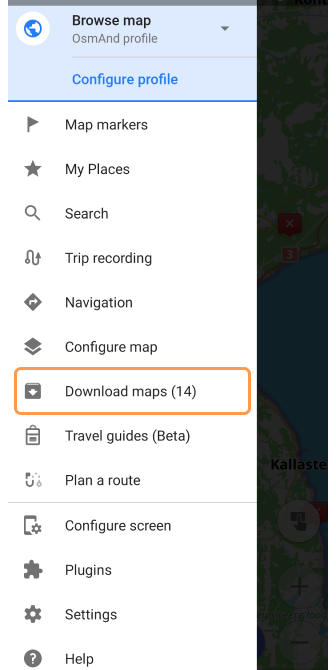 Browse map
OsmAnd profile
Configure profile
Map markers
My Places
Search
Trip recording
3
Navigation
Configure map
Download maps (14)
Travel guides (Beta)
Kallaste
Plan a route
Configure screen
Plugins
Settings
Help